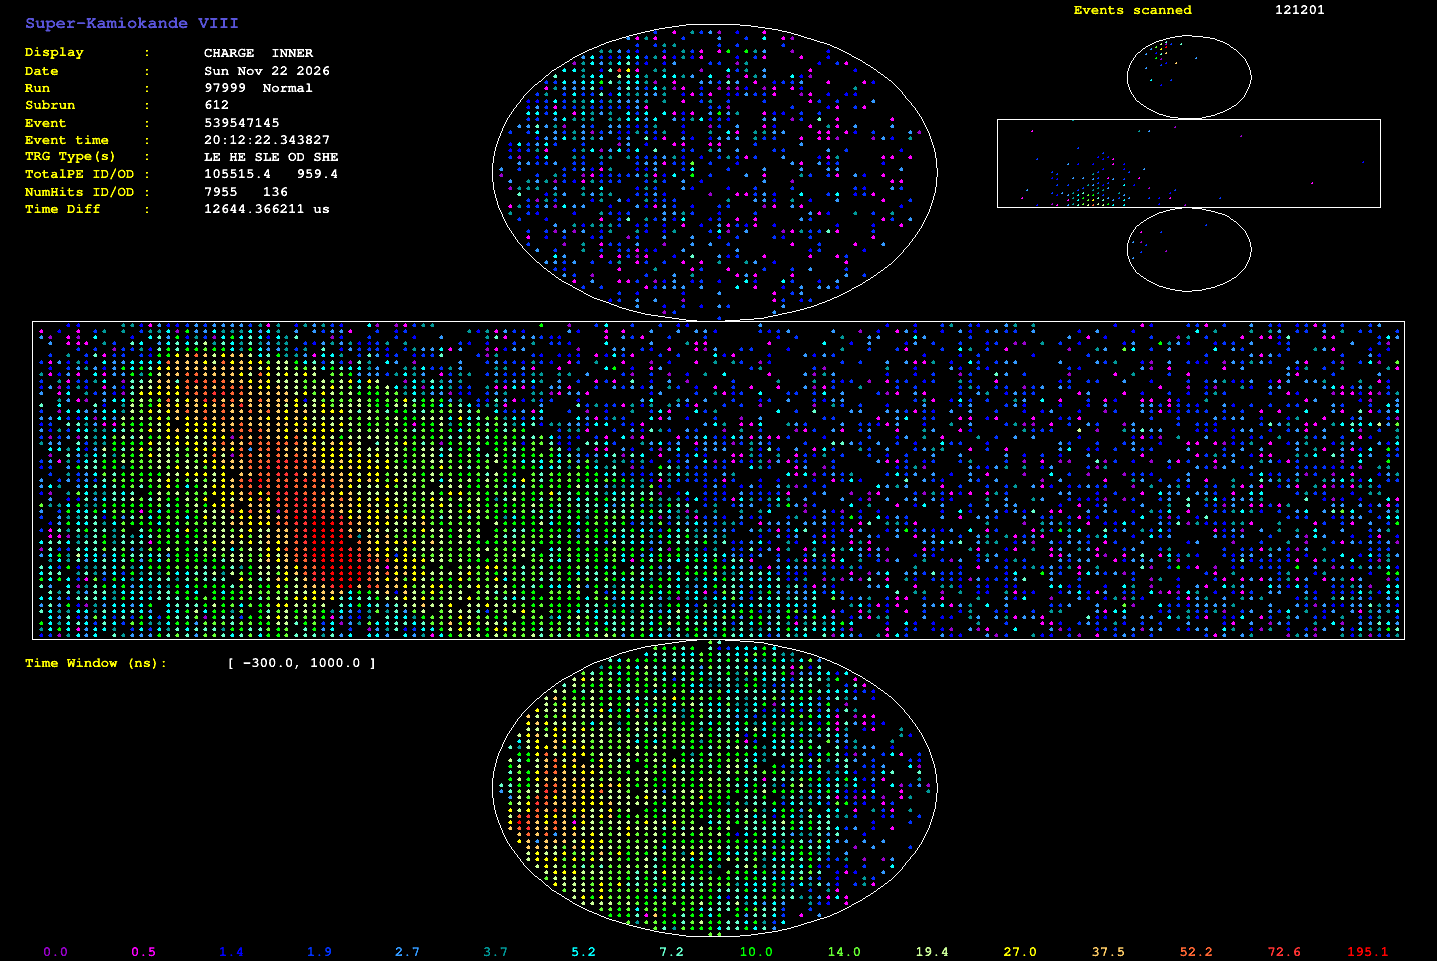 Super-Kamiokande VIII
Events scanned 121201
Display : CHARGE INNER
Date : Sun Nov 22 2026
Run : 97999 Normal
Subrun : 612
Event : 539547145
Event time : 20:12:22.343827
TRG Type(s) : LE HE SLE OD SHE
TotalPE ID/OD : 105515.4 959.4
NumHits ID/OD : 7955 136
Time Diff : 12644.366211 us
Time Window (ns): [ -300.0, 1000.0 ]
0.0 0.5 1.4 1.9 2.7 3.7 5.2 7.2 10.0 14.0 19.4 27.0 37.5 52.2 72.6 195.1